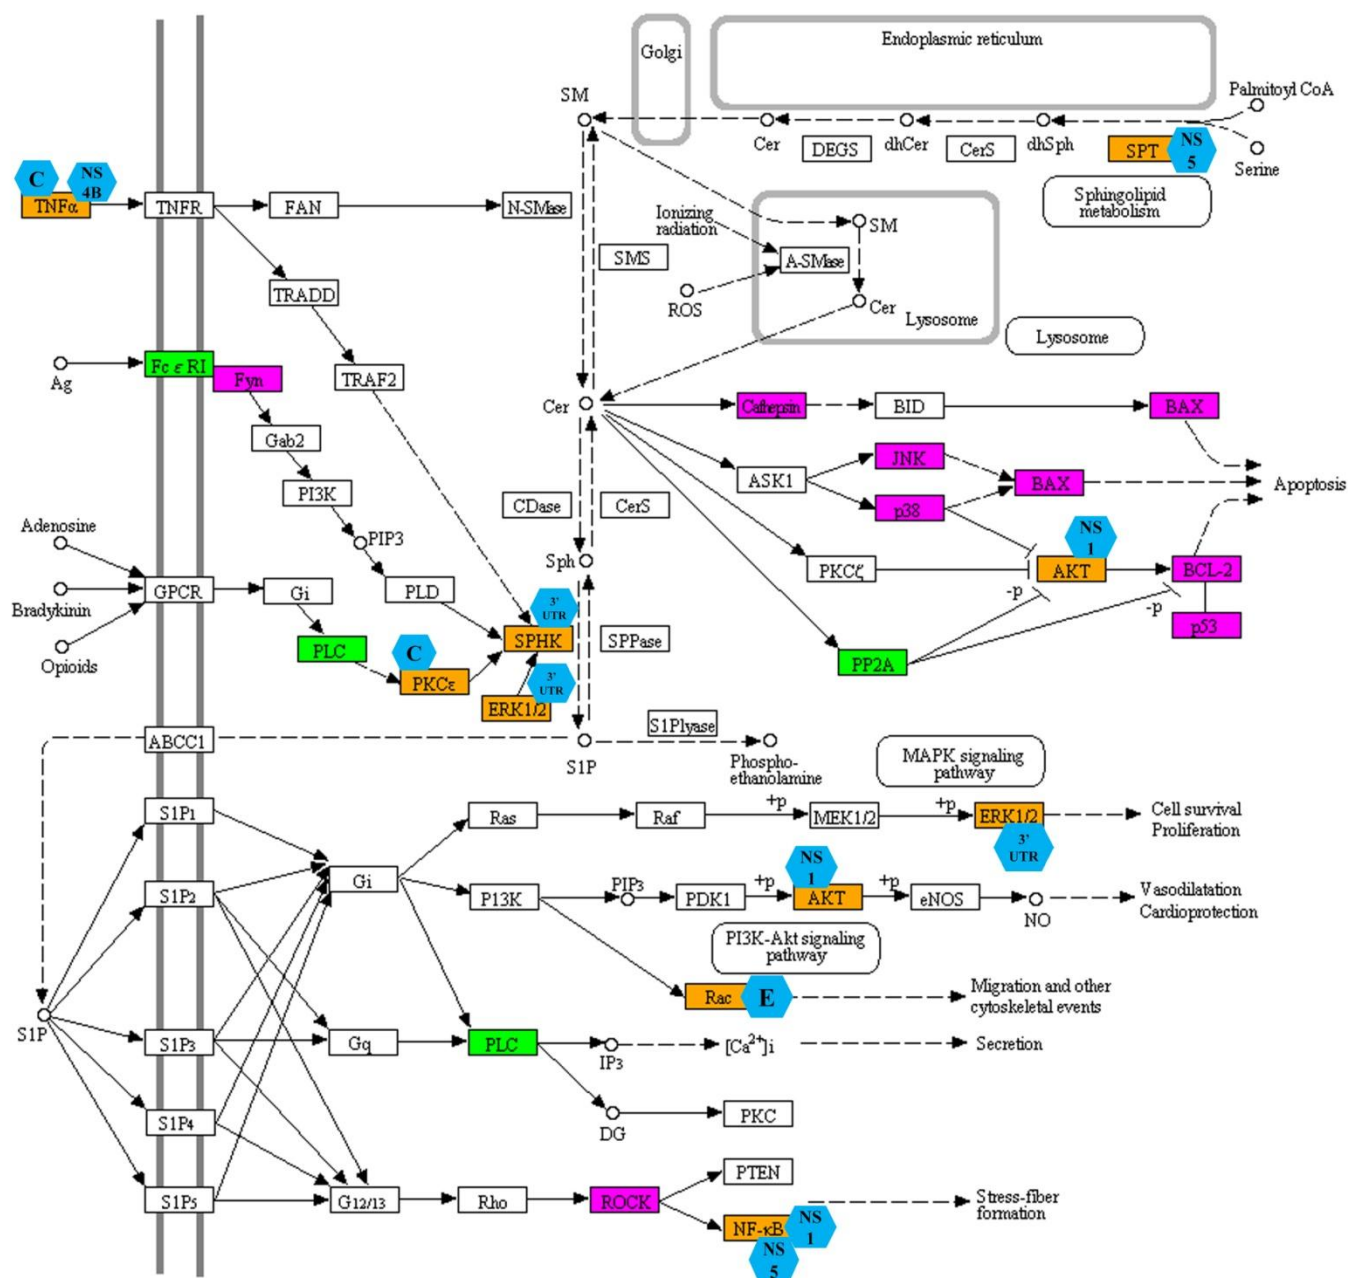 Golgi
Endoplasmic reticulum
SM
Palmitoyl CoA
Cer
DEGS
dhCer
CerS
dhSph
SPT
NS
5
Serine
Sphingolipid
metabolism
C
NS
4B
TNFα
TNFR
FAN
N-SMase
Ionizing
radiation
SM
SMS
A-SMase
ROS
Cer
Lysosome
Lysosome
TRADD
Ag
Fc ε RI
Fyn
TRAF2
Cer
Cathepsin
BID
BAX
Gab2
ASK1
JNK
BAX
Apoptosis
p38
PI3K
CDase
CerS
Adenosine
PIP3
NS
1
Sph
PKCζ
AKT
BCL-2
-p
-p
Bradykinin
GPCR
Gi
PLD
3'
UTR
SPHK
SPPase
p53
Opioids
PLC
C
PKCε
3'
UTR
ERK1/2
PP2A
ABCC1
S1Plyase
S1P
Phospho-
ethanolamine
MAPK signaling
pathway
S1P1
Ras
Raf
+p
MEK1/2
+p
ERK1/2
Cell survival
Proliferation
3'
UTR
S1P2
Gi
P13K
PIP3
PDK1
+p
NS
1
AKT
+p
eNOS
NO
Vasodilatation
Cardioprotection
PI3K-Akt signaling
pathway
Rac
E
Migration and other
cytoskeletal events
S1P
S1P3
Gq
PLC
IP3
[Ca2+]i
Secretion
S1P4
DG
PKC
S1P5
G12/13
Rho
ROCK
PTEN
NF-κB
NS
1
NS
5
Stress-fiber
formation